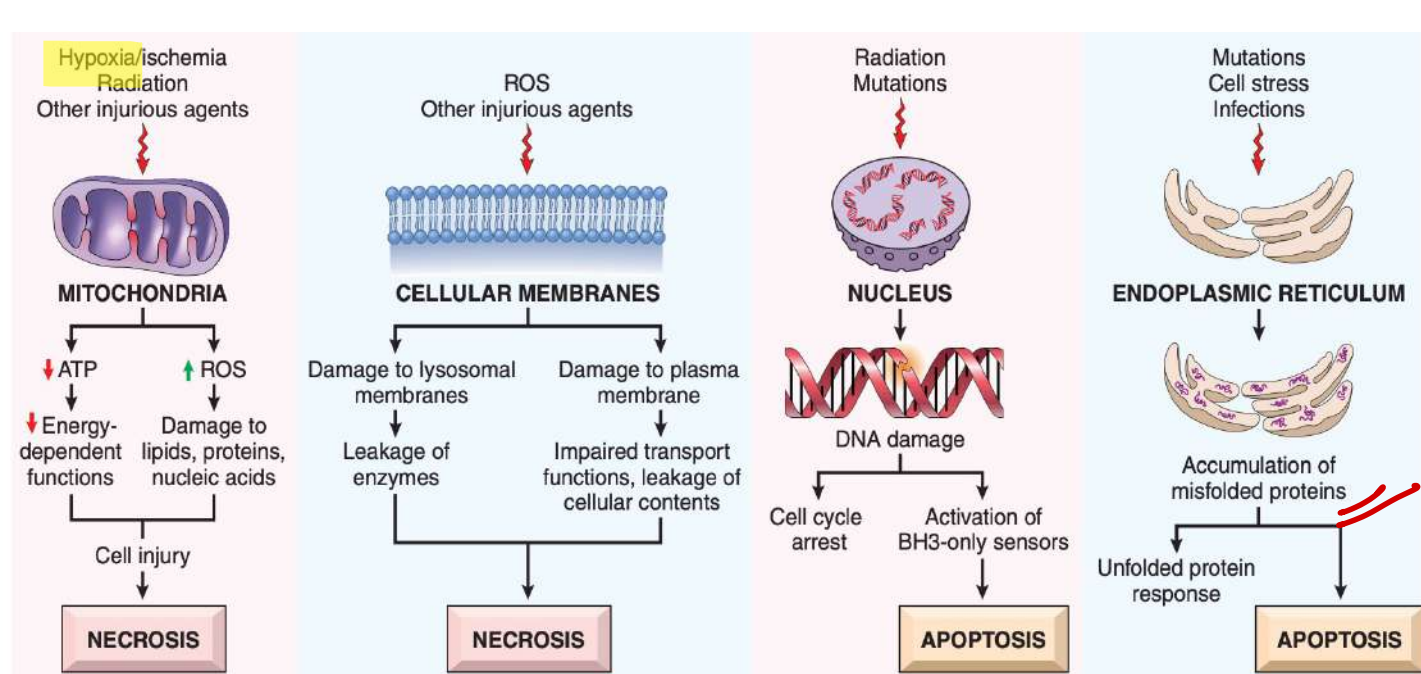 Hypoxia/ischemia
Radiation
Other injurious agents
MITOCHONDRIA
ATP
ROS
Energy-
dependent
functions
Damage to
lipids, proteins,
nucleic acids
Cell injury
NECROSIS
ROS
Other injurious agents
CELLULAR MEMBRANES
Damage to lysosomal
membranes
Damage to plasma
membrane
Leakage of
enzymes
Impaired transport
functions, leakage of
cellular contents
NECROSIS
Radiation
Mutations
NUCLEUS
DNA damage
Cell cycle
arrest
Activation of
BH3-only sensors
APOPTOSIS
Mutations
Cell stress
Infections
ENDOPLASMIC RETICULUM
Accumulation of
misfolded proteins
Unfolded protein
response
APOPTOSIS